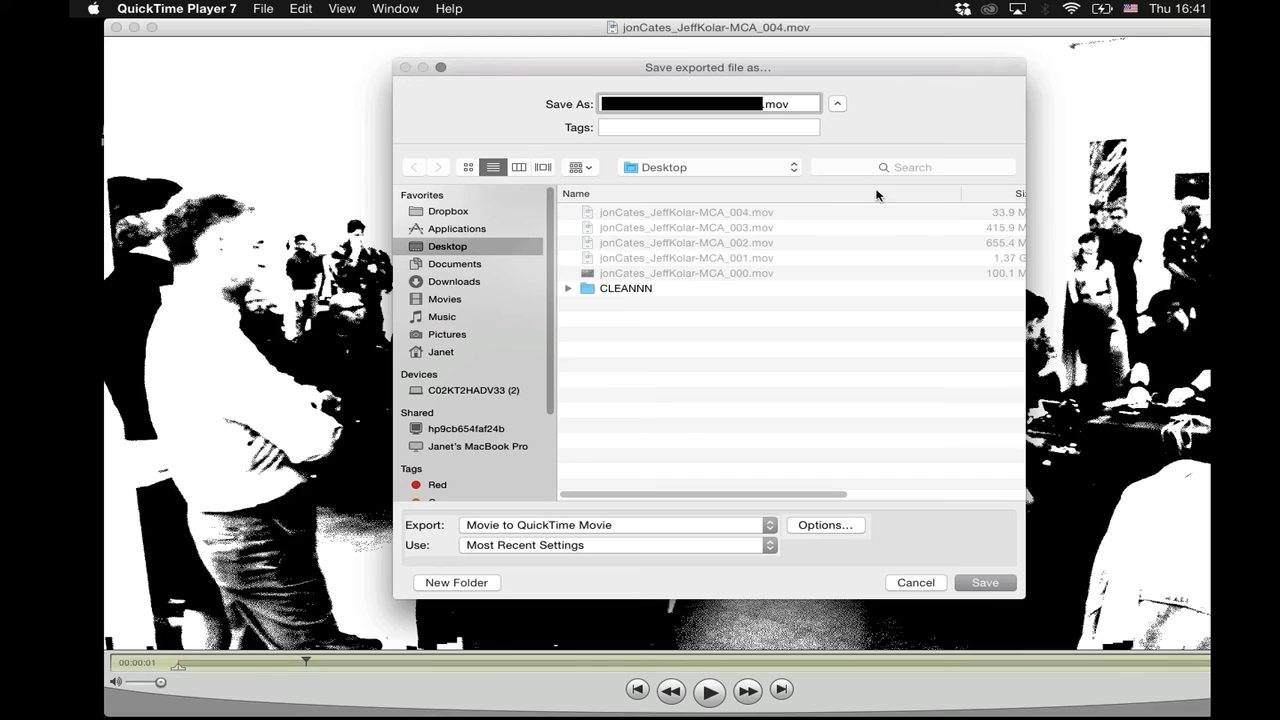 QuickTime Player 7 File Edit View Window Help Thu 16:41
jonCates_JeffKolar-MCA_004.mov
Save exported file as...
Save As: .mov
Tags:
Desktop Search
Favorites
Dropbox
Applications
Desktop
Documents
Downloads
Movies
Music
Pictures
Janet
Devices
C02KT2HADV33 (2)
Shared
hp9cb654faf24b
Janet's MacBook Pro
Tags
Red
Name
jonCates_JeffKolar-MCA_004.mov 33.9 M
jonCates_JeffKolar-MCA_003.mov 415.9 M
jonCates_JeffKolar-MCA_002.mov 655.4 M
jonCates_JeffKolar-MCA_001.mov 1.37 G
jonCates_JeffKolar-MCA_000.mov 100.1 M
CLEANNN
Export: Movie to QuickTime Movie Options...
Use: Most Recent Settings
New Folder Cancel Save
00:00:01